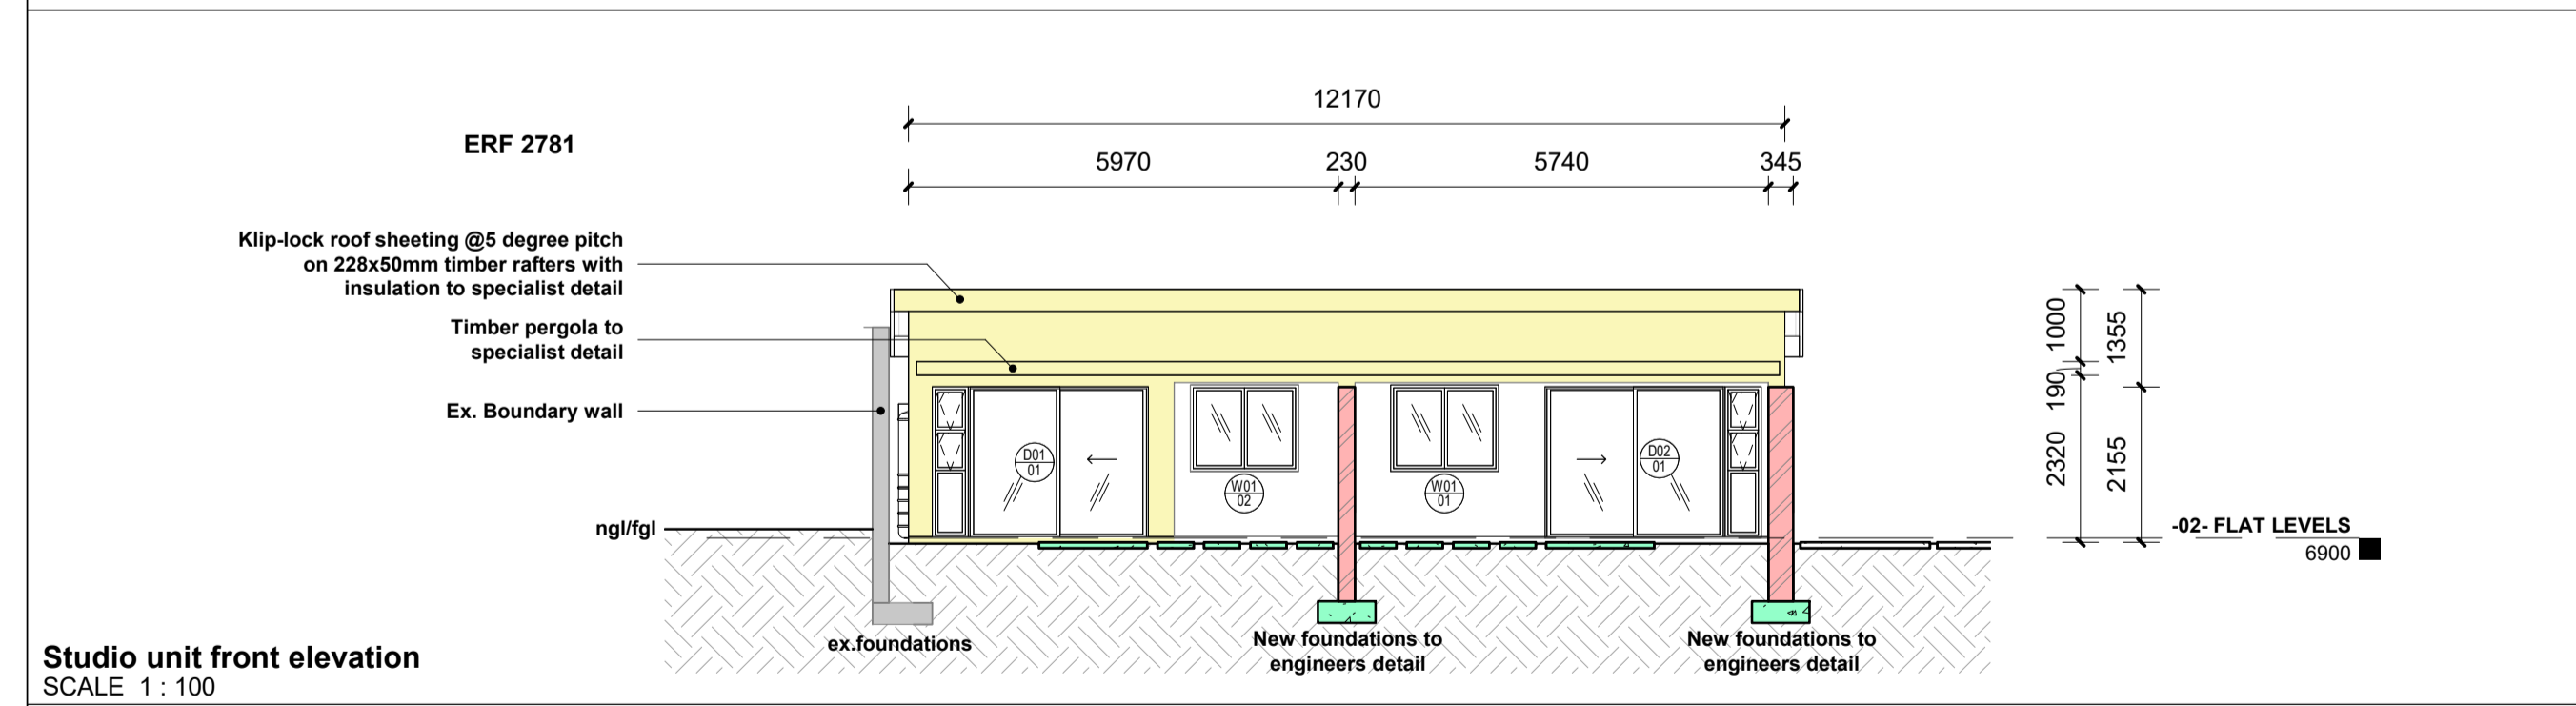 12170
ERF 2781
5970 230 5740 345
Klip-lock roof sheeting @5 degree pitch
on 228x50mm timber rafters with
insulation to specialist detail
Timber pergola to
specialist detail
Ex. Boundary wall
ngl/fgl
D01
01
W01
02
W01
01
D02
01
1000
190
2320
1355
2155
-02- FLAT LEVELS
6900
ex.foundations
New foundations to
engineers detail
New foundations to
engineers detail
Studio unit front elevation
SCALE 1 : 100